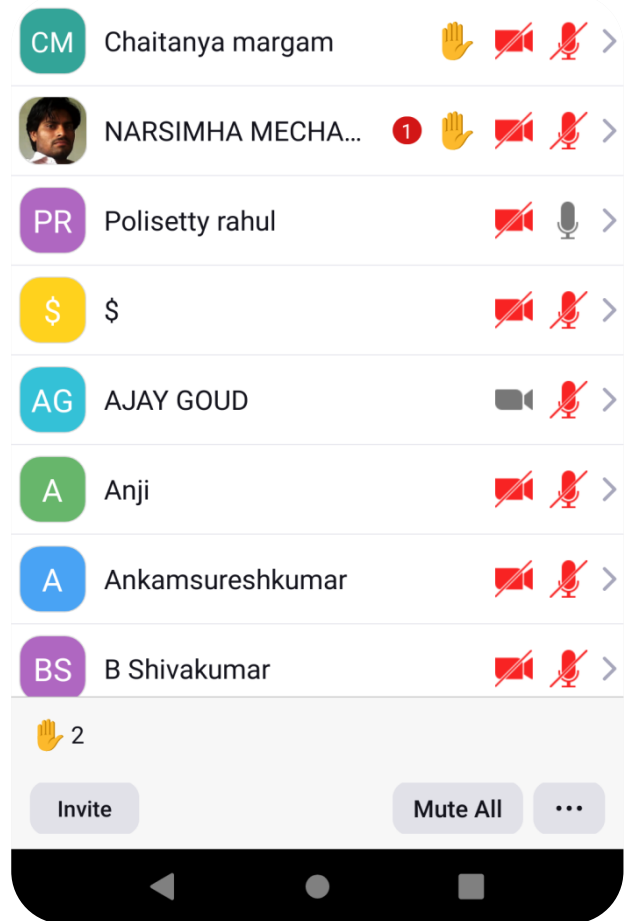 CM Chaitanya margam
NARSIMHA MECHA... 1
PR Polisetty rahul
$ $
AG AJAY GOUD
A Anji
A Ankamsureshkumar
BS B Shivakumar
2
Invite Mute All ...